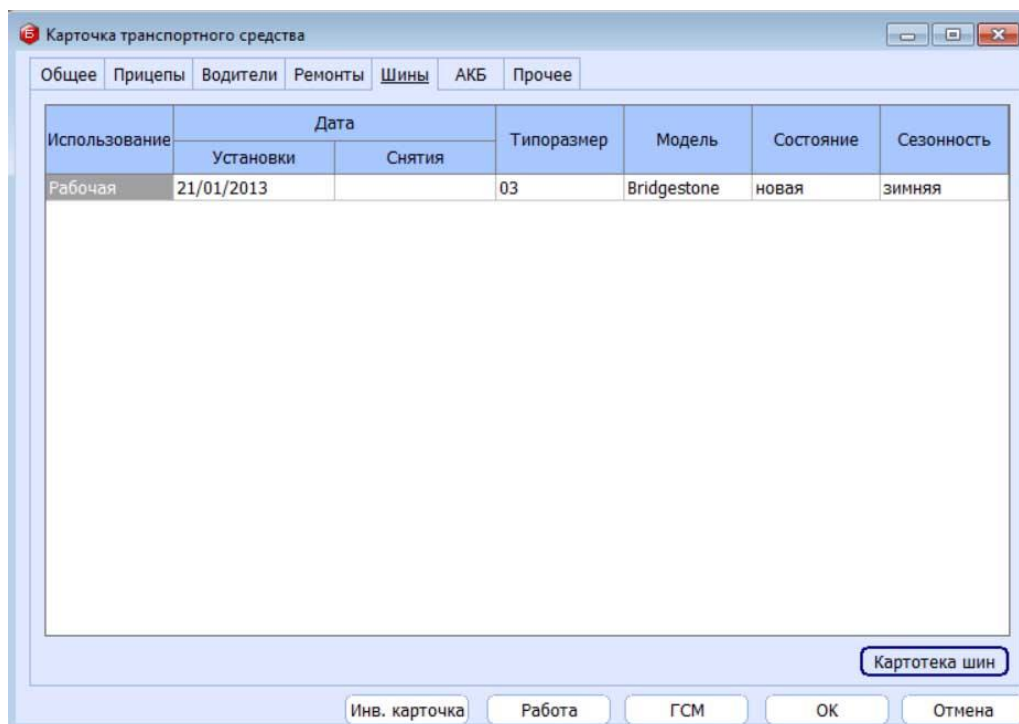 Б Карточка транспортного средства
Общее Прицепы Водители Ремонты Шины АКБ Прочее
Использование Дата Типоразмер Модель Состояние Сезонность
Установки Снятия
Рабочая 21/01/2013 03 Bridgestone новая зимняя
Картотека шин
Инв. карточка Работа ГСМ ОК Отмена